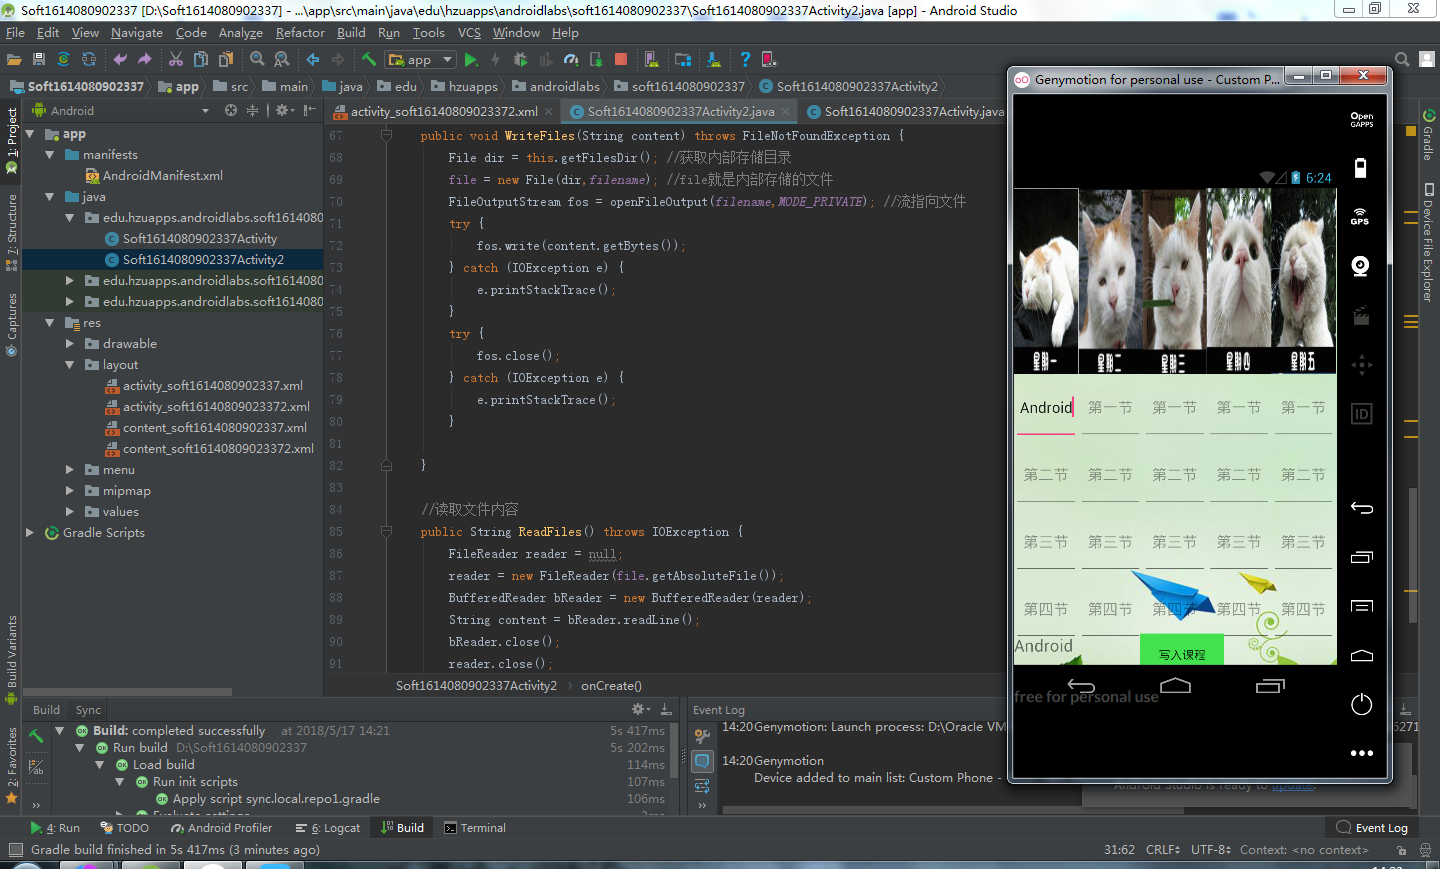 Soft1614080902337 [D:\Soft1614080902337] - ...\app\src\main\java\edu\hzuapps\androidlabs\soft1614080902337\Soft1614080902337Activity2.java [app] - Android Studio
File Edit View Navigate Code Analyze Refactor Build Run Tools VCS Window Help
app
Soft1614080902337 app src main java edu hzuapps androidlabs soft1614080902337 Soft1614080902337Activity2
Android
activity_soft16140809023372.xml Soft1614080902337Activity2.java Soft1614080902337Activity.java
1: Project
7: Structure
Captures
Build Variants
2: Favorites
app
manifests
AndroidManifest.xml
java
edu.hzuapps.androidlabs.soft1614080
Soft1614080902337Activity
Soft1614080902337Activity2
edu.hzuapps.androidlabs.soft1614080
edu.hzuapps.androidlabs.soft1614080
res
drawable
layout
activity_soft1614080902337.xml
activity_soft16140809023372.xml
content_soft1614080902337.xml
content_soft16140809023372.xml
menu
mipmap
values
Gradle Scripts
67 public void WriteFiles(String content) throws FileNotFoundException {
68 File dir = this.getFilesDir(); //获取内部存储目录
69 file = new File(dir,filename); //file就是内部存储的文件
70 FileOutputStream fos = openFileOutput(filename,MODE_PRIVATE); //流指向文件
71 try {
72 fos.write(content.getBytes());
73 } catch (IOException e) {
74 e.printStackTrace();
75 }
76 try {
77 fos.close();
78 } catch (IOException e) {
79 e.printStackTrace();
80 }
81
82 }
83
84 //读取文件内容
85 public String ReadFiles() throws IOException {
86 FileReader reader = null;
87 reader = new FileReader(file.getAbsoluteFile());
88 BufferedReader bReader = new BufferedReader(reader);
89 String content = bReader.readLine();
90 bReader.close();
91 reader.close();
Soft1614080902337Activity2 › onCreate()
Genymotion for personal use - Custom P...
Open
GAPPS
6:24
GPS
ID
星期一 星期二 星期三 星期四 星期五
Android 第一节 第一节 第一节 第一节
第二节 第二节 第二节 第二节 第二节
第三节 第三节 第三节 第三节 第三节
第四节 第四节 第四节 第四节 第四节
Android 写入课程
free for personal use
Gradle
Device File Explorer
Build Sync
Build: completed successfully at 2018/5/17 14:21 5s 417ms
Run build D:\Soft1614080902337 5s 202ms
Load build 114ms
Run init scripts 107ms
Apply script sync.local.repo1.gradle 106ms
Event Log
14:20 Genymotion: Launch process: D:\Oracle VM
14:20 Genymotion
Device added to main list: Custom Phone -
Android Studio is ready to update.
4: Run TODO Android Profiler 6: Logcat Build Terminal Event Log
Gradle build finished in 5s 417ms (3 minutes ago) 31:62 CRLF UTF-8 Context: <no context>